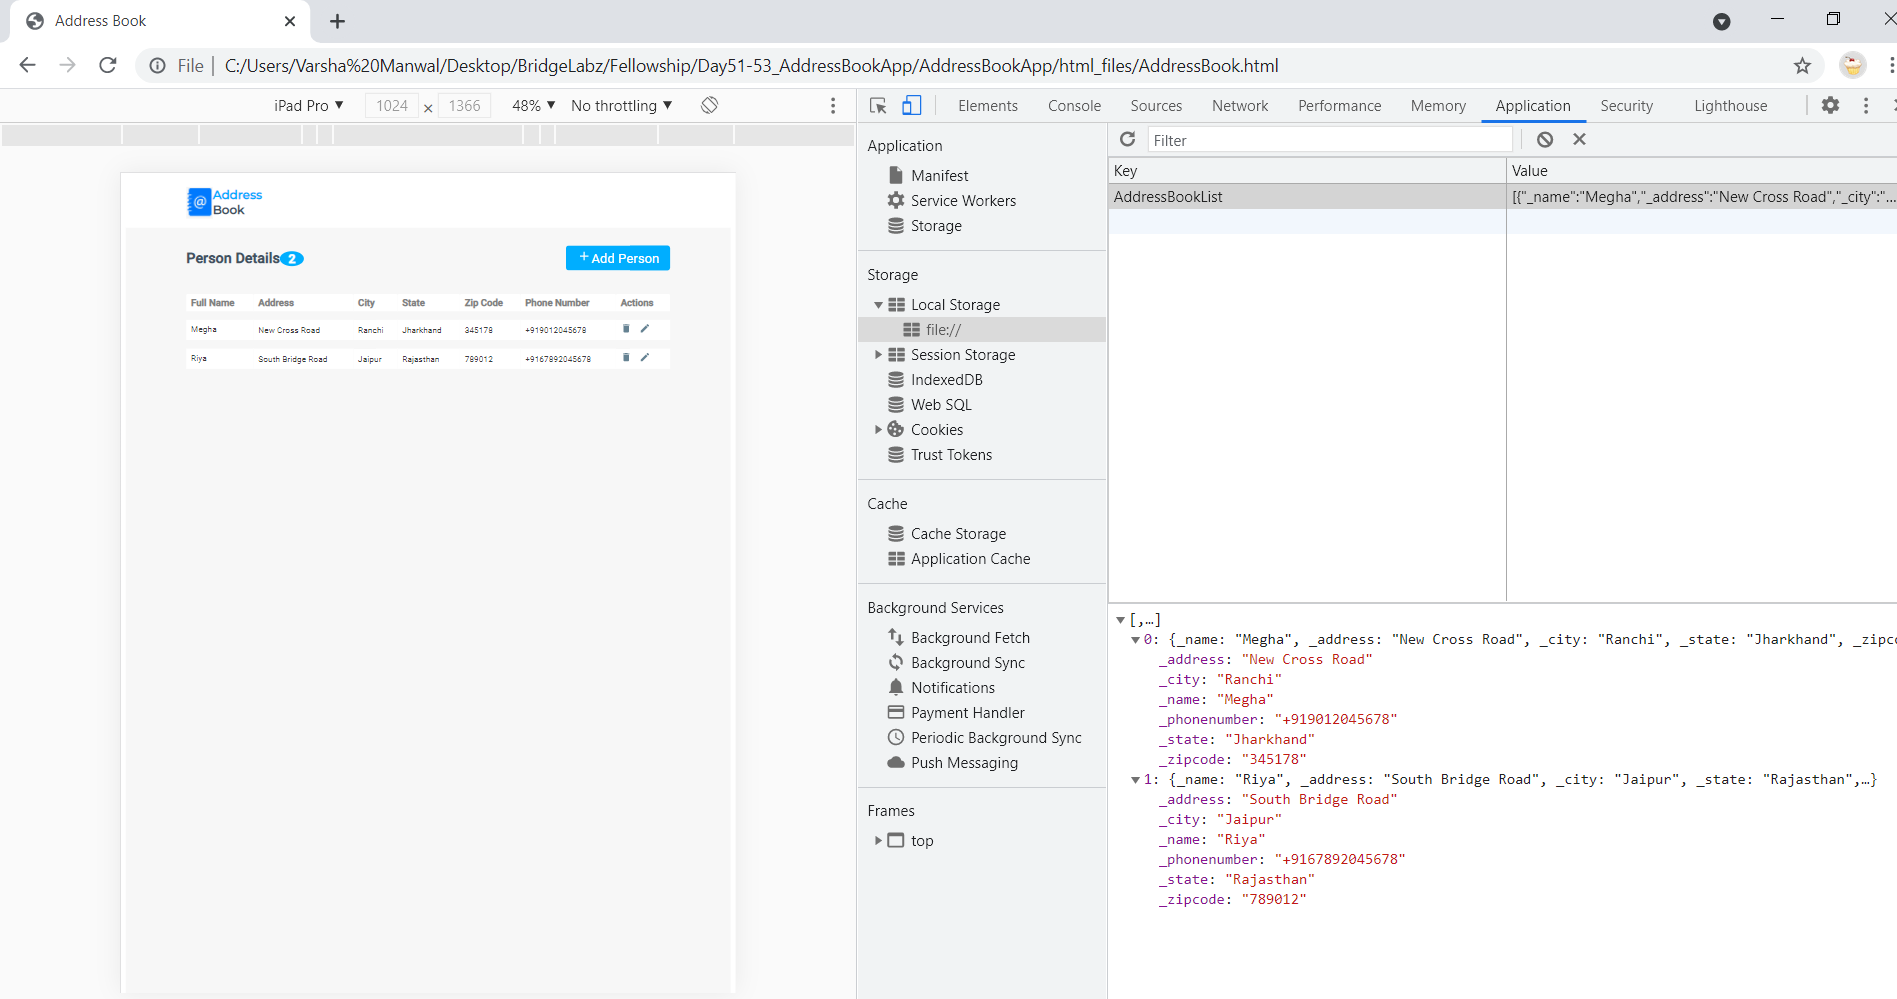 Address Book
File | C:/Users/Varsha%20Manwal/Desktop/BridgeLabz/Fellowship/Day51-53_AddressBookApp/AddressBookApp/html_files/AddressBook.html
iPad Pro ▼ 1024 × 1366 48% ▼ No throttling ▼
Address
Book
Person Details 2
+ Add Person
Full Name Address City State Zip Code Phone Number Actions
Megha New Cross Road Ranchi Jharkhand 345178 +919012045678
Riya South Bridge Road Jaipur Rajasthan 789012 +9167892045678
Elements Console Sources Network Performance Memory Application Security Lighthouse
Application
Manifest
Service Workers
Storage
Storage
Local Storage
file://
Session Storage
IndexedDB
Web SQL
Cookies
Trust Tokens
Cache
Cache Storage
Application Cache
Background Services
Background Fetch
Background Sync
Notifications
Payment Handler
Periodic Background Sync
Push Messaging
Frames
top
Filter
Key Value
AddressBookList [{"_name":"Megha","_address":"New Cross Road","_city":"...
▼[,…]
▼0: {_name: "Megha", _address: "New Cross Road", _city: "Ranchi", _state: "Jharkhand", _zipc
_address: "New Cross Road"
_city: "Ranchi"
_name: "Megha"
_phonenumber: "+919012045678"
_state: "Jharkhand"
_zipcode: "345178"
▼1: {_name: "Riya", _address: "South Bridge Road", _city: "Jaipur", _state: "Rajasthan",…}
_address: "South Bridge Road"
_city: "Jaipur"
_name: "Riya"
_phonenumber: "+9167892045678"
_state: "Rajasthan"
_zipcode: "789012"